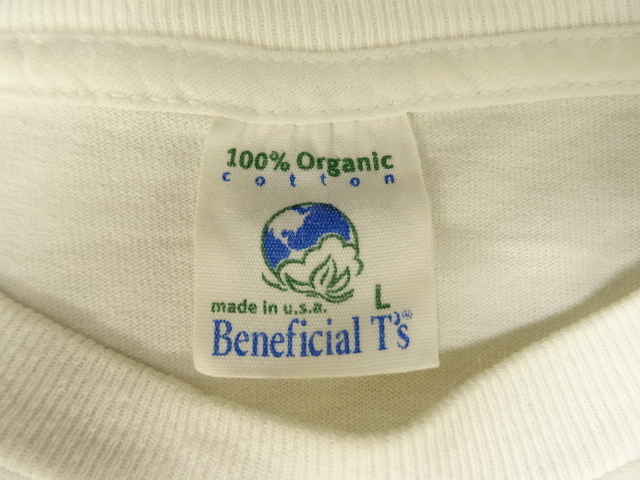 100% Organic
cotton
L
made in u.s.a.
Beneficial T's®